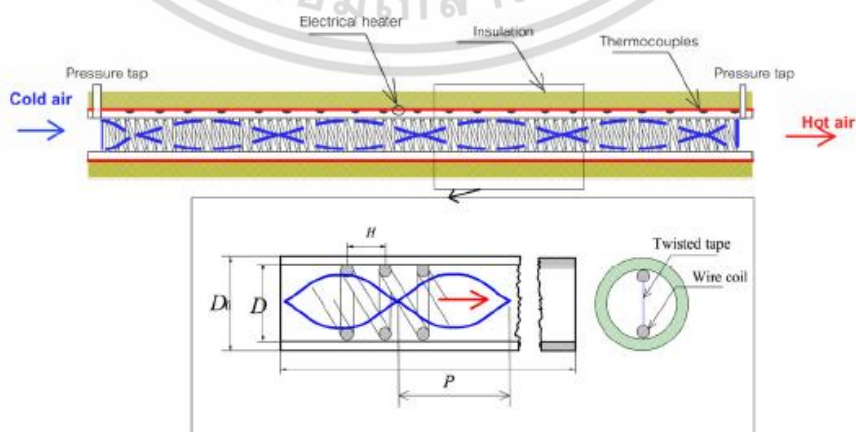 Electrical heater
Insulation
Thermocouples
Pressure tap
Pressure tap
Cold air
Hot air
H
Twisted tape
Wire coil
D
P